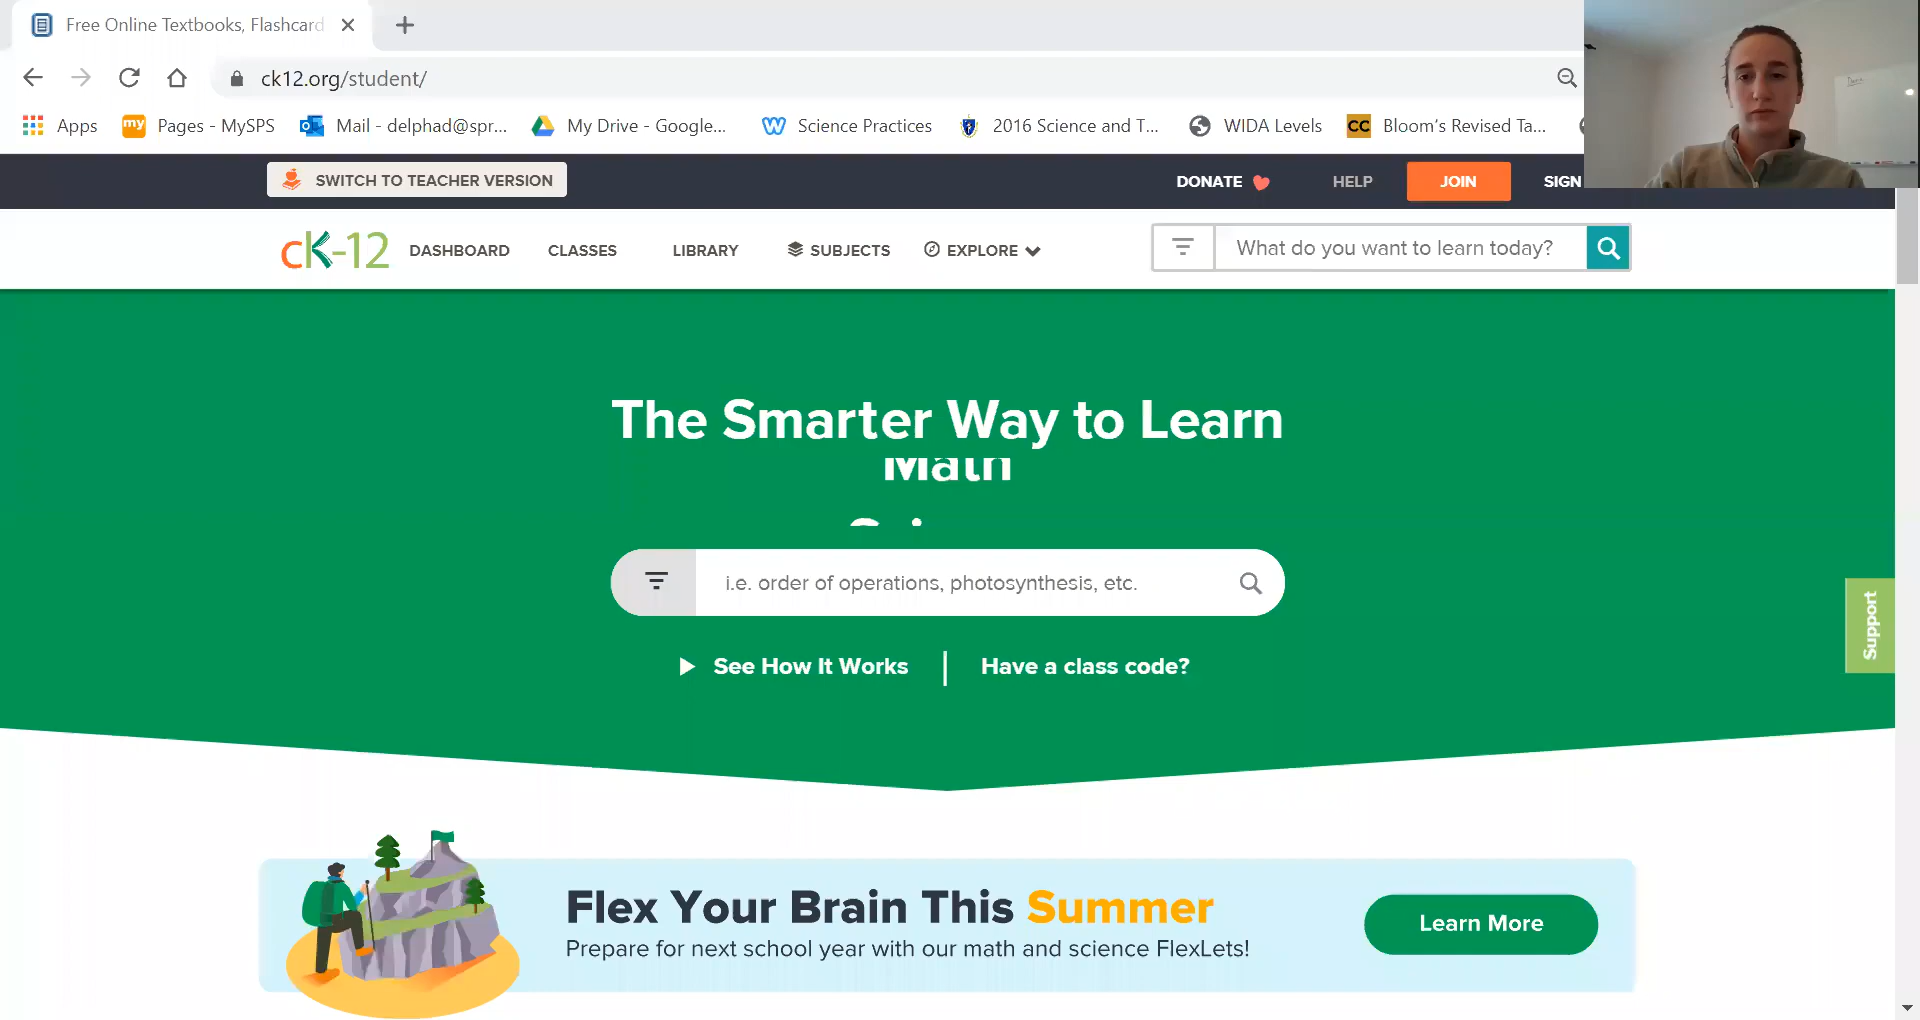 Free Online Textbooks, Flashcard
ck12.org/student/
Apps
my
Pages - MySPS
Mail - delphad@spr...
My Drive - Google...
Science Practices
2016 Science and T...
WIDA Levels
CC
Bloom's Revised Ta...
SWITCH TO TEACHER VERSION
DONATE
HELP
JOIN
SIGN
cK-12
DASHBOARD
CLASSES
LIBRARY
SUBJECTS
EXPLORE
What do you want to learn today?
The Smarter Way to Learn
Math
i.e. order of operations, photosynthesis, etc.
See How It Works
Have a class code?
Support
Flex Your Brain This Summer
Prepare for next school year with our math and science FlexLets!
Learn More